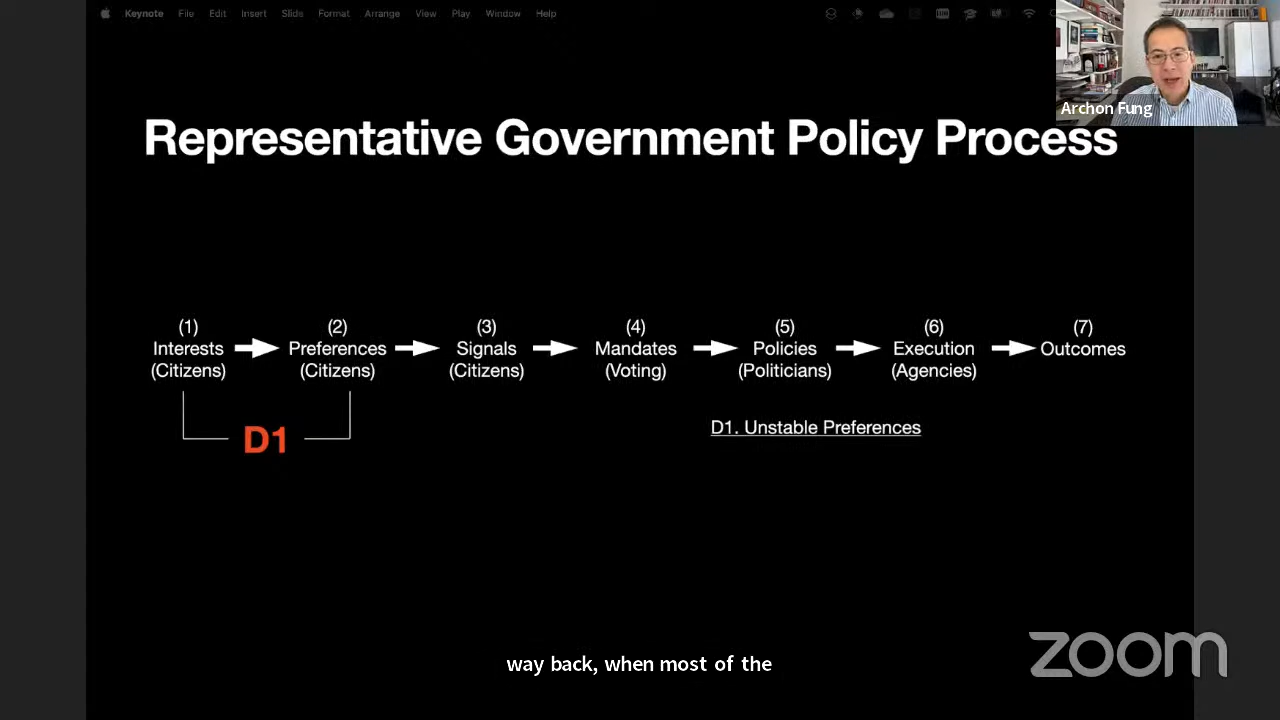 Keynote File Edit Insert Slide Format Arrange View Play Window Help
Archon Fung
Representative Government Policy Process
(1) (2) (3) (4) (5) (6) (7)
Interests Preferences Signals Mandates Policies Execution Outcomes
(Citizens) (Citizens) (Citizens) (Voting) (Politicians) (Agencies)
D1
D1. Unstable Preferences
way back, when most of the
zoom